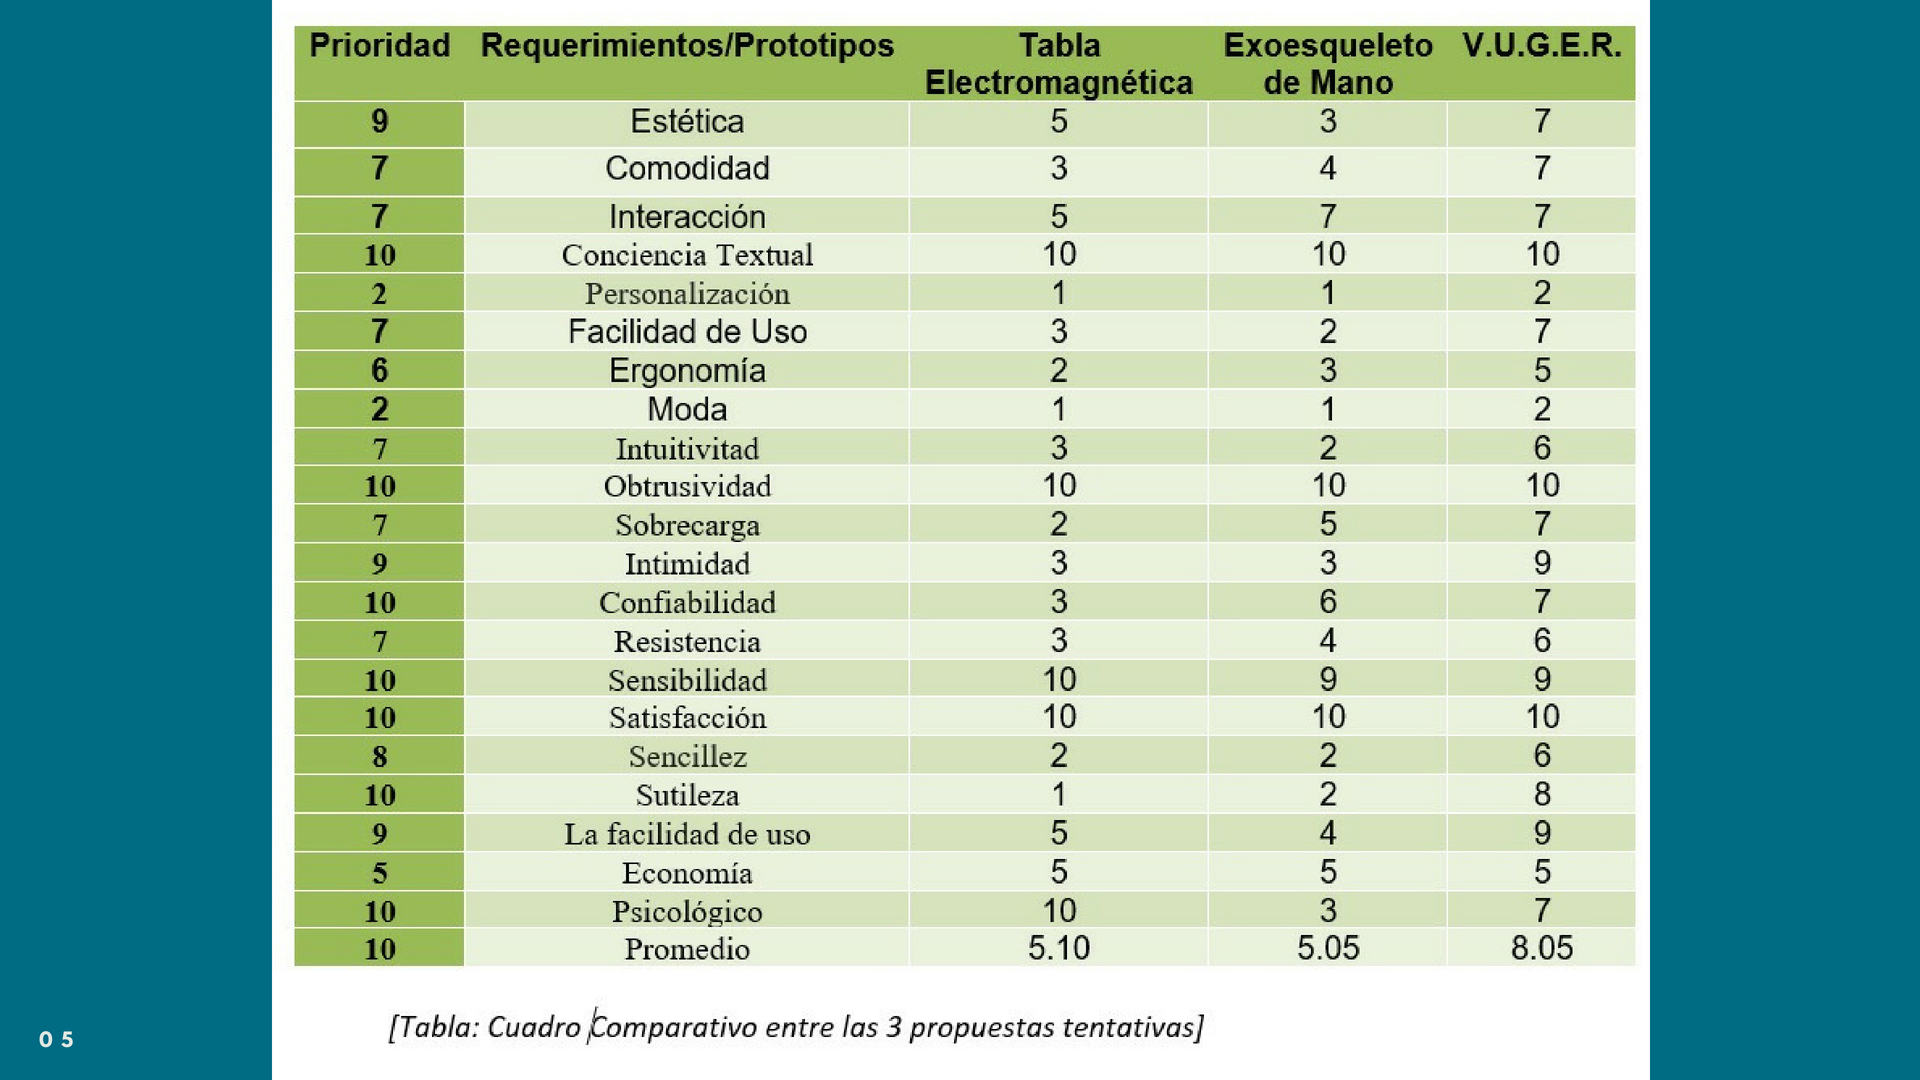 Prioridad Requerimientos/Prototipos Tabla Electromagnética Exoesqueleto de Mano V.U.G.E.R.
9 Estética 5 3 7
7 Comodidad 3 4 7
7 Interacción 5 7 7
10 Conciencia Textual 10 10 10
2 Personalización 1 1 2
7 Facilidad de Uso 3 2 7
6 Ergonomía 2 3 5
2 Moda 1 1 2
7 Intuitivitad 3 2 6
10 Obtrusividad 10 10 10
7 Sobrecarga 2 5 7
9 Intimidad 3 3 9
10 Confiabilidad 3 6 7
7 Resistencia 3 4 6
10 Sensibilidad 10 9 9
10 Satisfacción 10 10 10
8 Sencillez 2 2 6
10 Sutileza 1 2 8
9 La facilidad de uso 5 4 9
5 Economía 5 5 5
10 Psicológico 10 3 7
10 Promedio 5.10 5.05 8.05
[Tabla: Cuadro Comparativo entre las 3 propuestas tentativas]
05